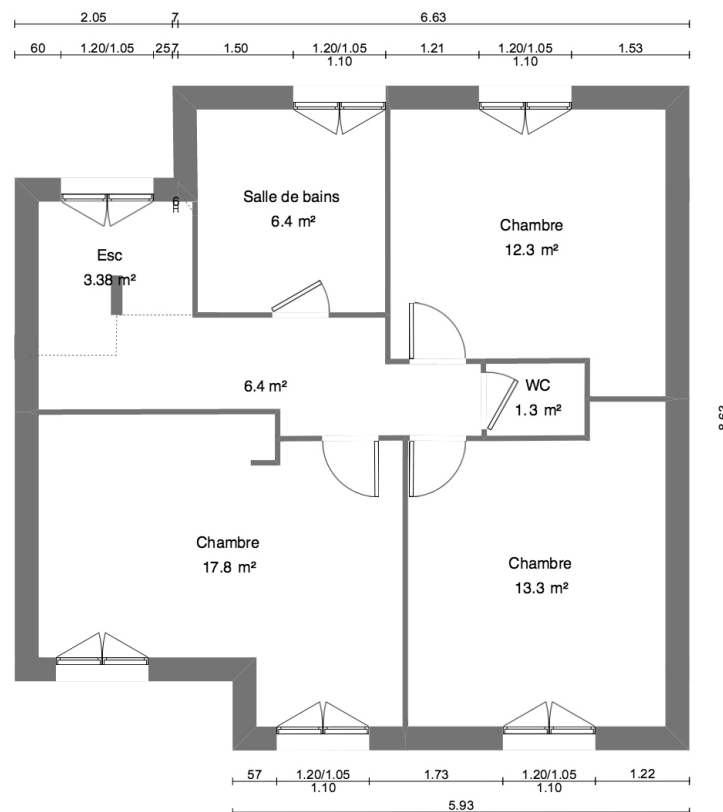 2.05 7 6.63
60 1.20/1.05 25 7 1.50 1.20/1.05 1.21 1.20/1.05 1.53
1.10 1.10
Salle de bains
6.4 m²
Chambre
12.3 m²
Esc
3.38 m²
6.4 m²
WC
1.3 m²
8.63
Chambre
17.8 m²
Chambre
13.3 m²
57 1.20/1.05 1.73 1.20/1.05 1.22
1.10 1.10
5.93